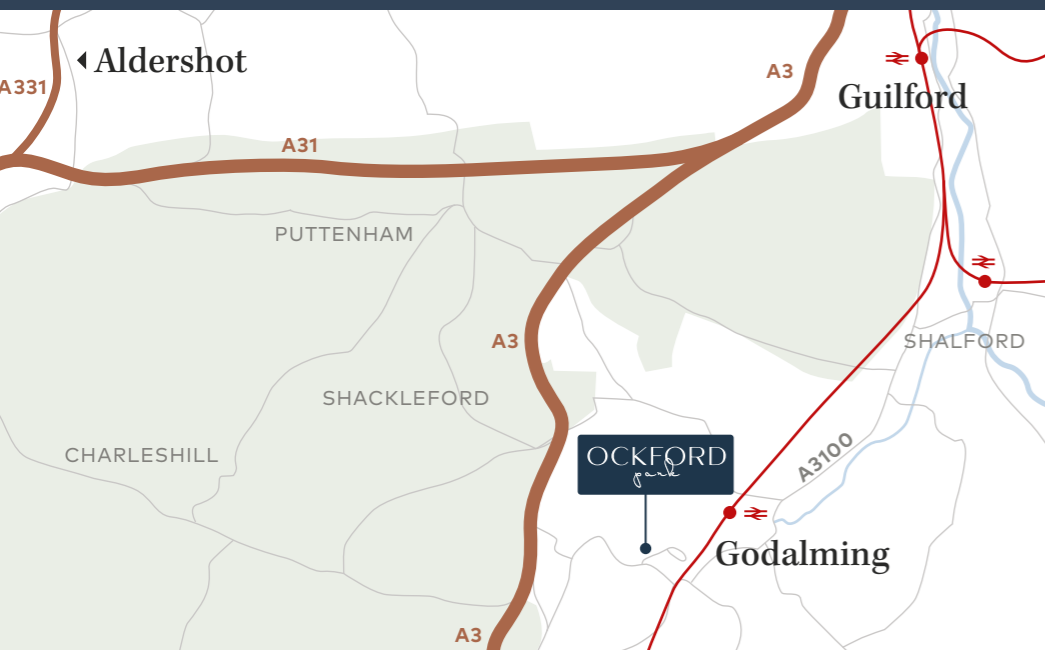 Aldershot
A331
A3
Guilford
A31
PUTTENHAM
A3
SHALFORD
SHACKLEFORD
CHARLESHILL
OCKFORD
park
A3100
Godalming
A3